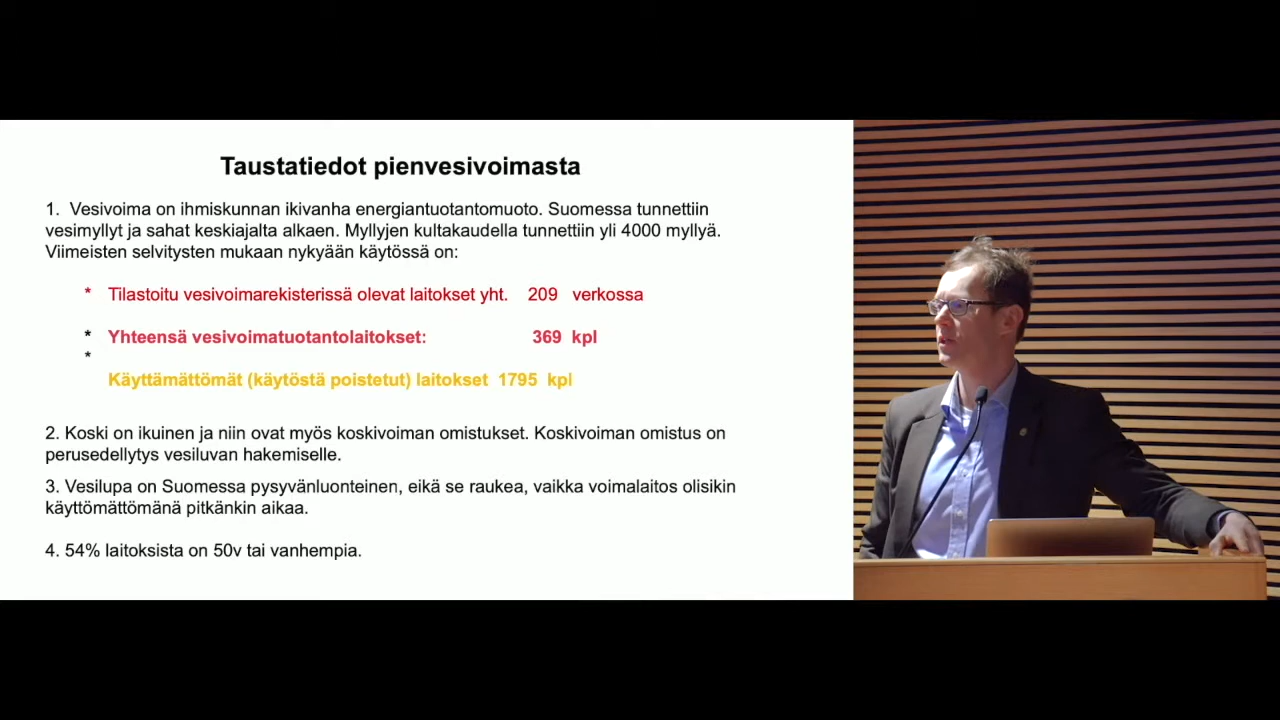 Taustatiedot pienvesivoimasta
1. Vesivoima on ihmiskunnan ikivanha energiantuotantomuoto. Suomessa tunnettiin
vesimyllyt ja sahat keskiajalta alkaen. Myllyjen kultakaudella tunnettiin yli 4000 myllyä.
Viimeisten selvitysten mukaan nykyään käytössä on:
* Tilastoitu vesivoimarekisterissä olevat laitokset yht. 209 verkossa
* Yhteensä vesivoimatuotantolaitokset: 369 kpl
*
Käyttämättömät (käytöstä poistetut) laitokset 1795 kpl
2. Koski on ikuinen ja niin ovat myös koskivoiman omistukset. Koskivoiman omistus on
perusedellytys vesiluvan hakemiselle.
3. Vesilupa on Suomessa pysyvänluonteinen, eikä se raukea, vaikka voimalaitos olisikin
käyttömättömänä pitkänkin aikaa.
4. 54% laitoksista on 50v tai vanhempia.